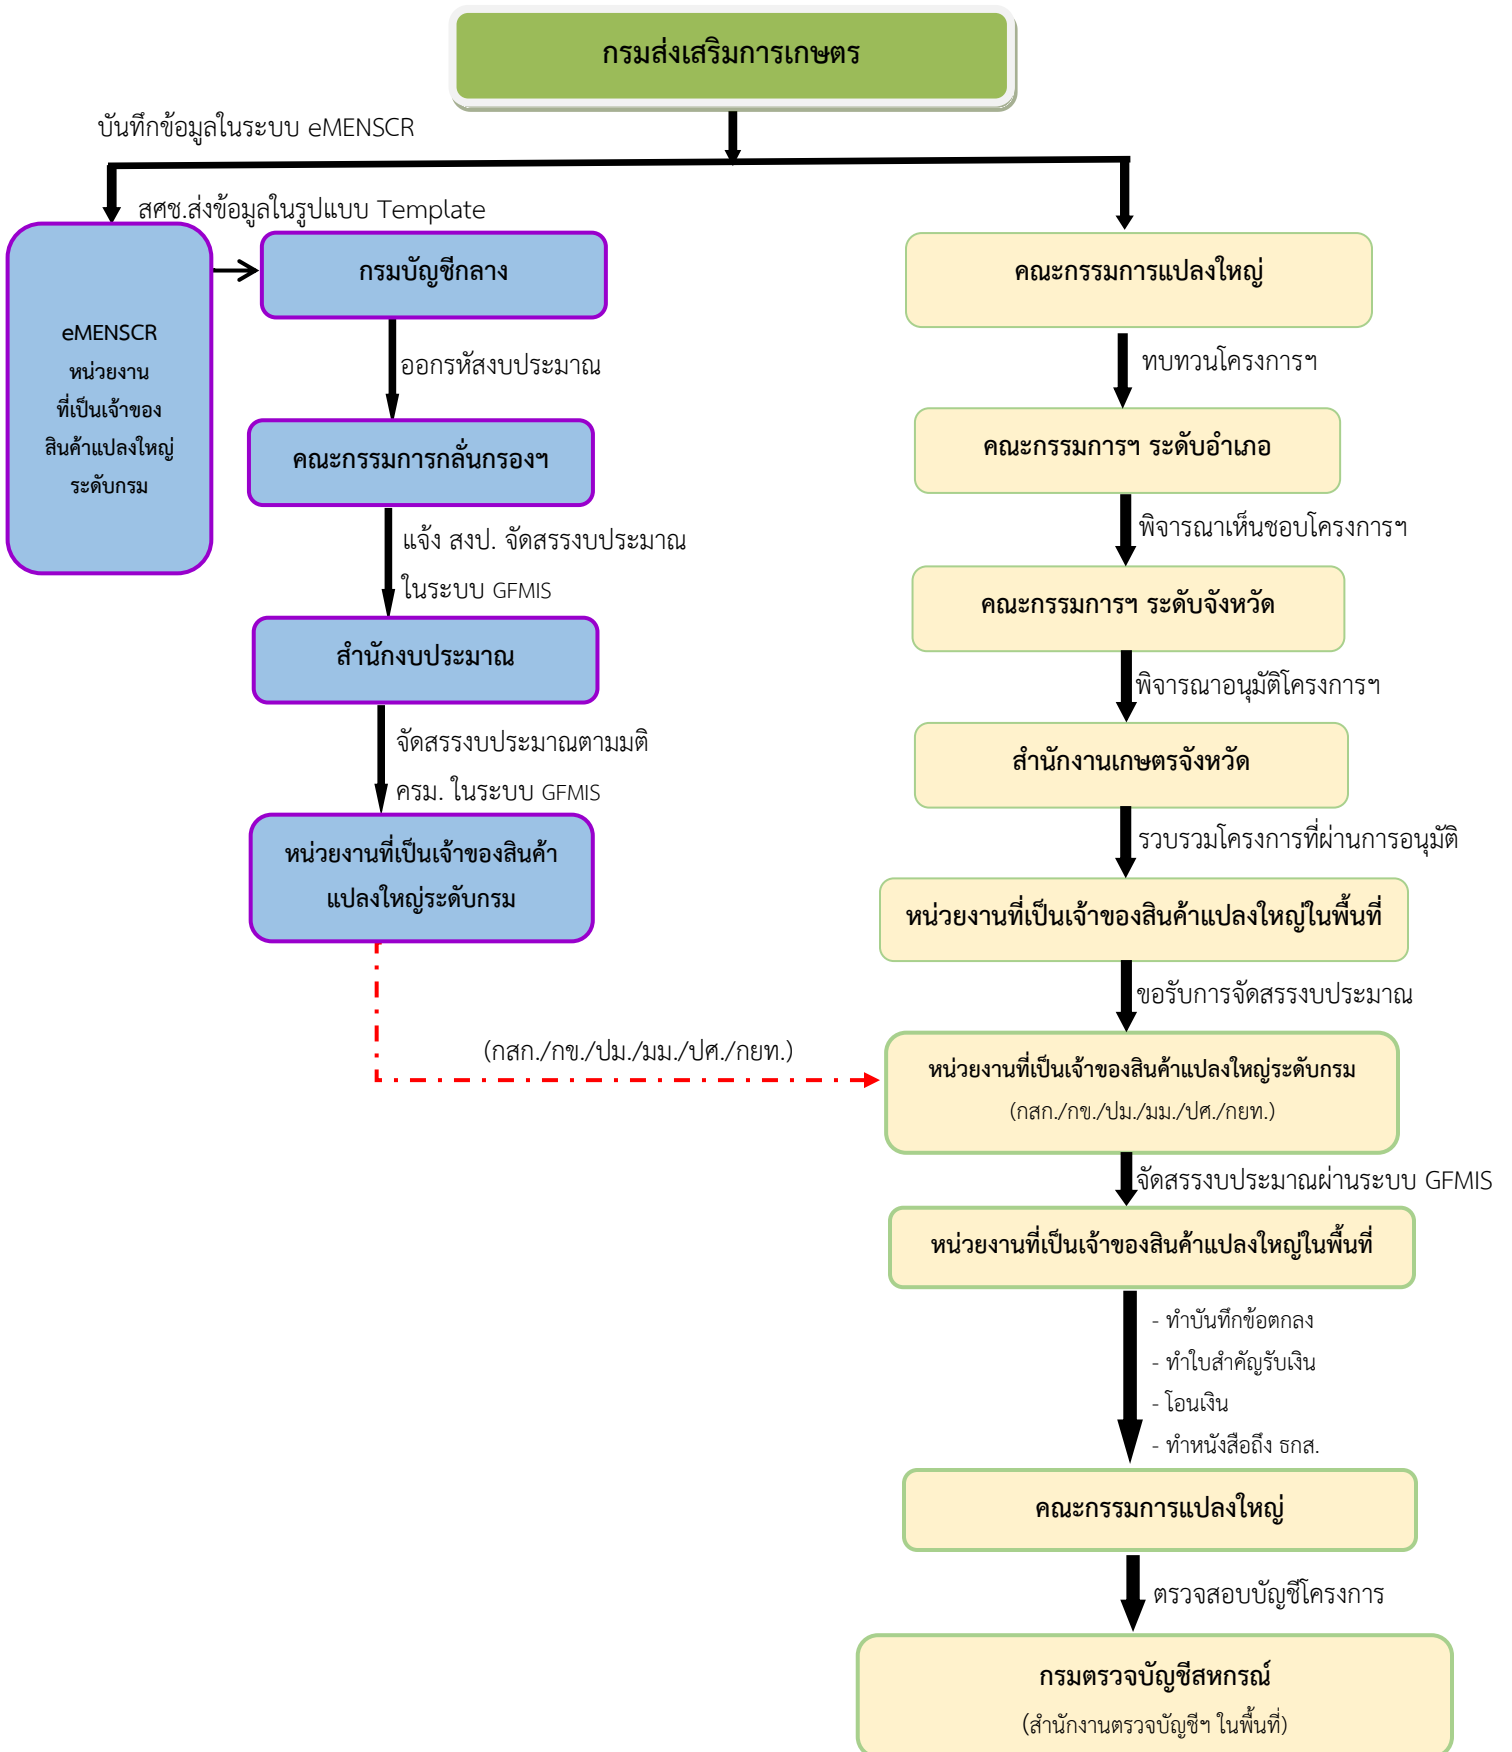 กรมส่งเสริมการเกษตร
บันทึกข้อมูลในระบบ eMENSCR
สศช.ส่งข้อมูลในรูปแบบ Template
eMENSCR
หน่วยงาน
ที่เป็นเจ้าของ
สินค้าแปลงใหญ่
ระดับกรม
กรมบัญชีกลาง
ออกรหัสงบประมาณ
คณะกรรมการกลั่นกรองฯ
แจ้ง สงป. จัดสรรงบประมาณ
ในระบบ GFMIS
สำนักงบประมาณ
จัดสรรงบประมาณตามมติ
ครม. ในระบบ GFMIS
หน่วยงานที่เป็นเจ้าของสินค้า
แปลงใหญ่ระดับกรม
(กสก./กข./ปม./มม./ปศ./กยท.)
คณะกรรมการแปลงใหญ่
ทบทวนโครงการฯ
คณะกรรมการฯ ระดับอำเภอ
พิจารณาเห็นชอบโครงการฯ
คณะกรรมการฯ ระดับจังหวัด
พิจารณาอนุมัติโครงการฯ
สำนักงานเกษตรจังหวัด
รวบรวมโครงการที่ผ่านการอนุมัติ
หน่วยงานที่เป็นเจ้าของสินค้าแปลงใหญ่ในพื้นที่
ขอรับการจัดสรรงบประมาณ
หน่วยงานที่เป็นเจ้าของสินค้าแปลงใหญ่ระดับกรม
(กสก./กข./ปม./มม./ปศ./กยท.)
จัดสรรงบประมาณผ่านระบบ GFMIS
หน่วยงานที่เป็นเจ้าของสินค้าแปลงใหญ่ในพื้นที่
- ทำบันทึกข้อตกลง
- ทำใบสำคัญรับเงิน
- โอนเงิน
- ทำหนังสือถึง ธกส.
คณะกรรมการแปลงใหญ่
ตรวจสอบบัญชีโครงการ
กรมตรวจบัญชีสหกรณ์
(สำนักงานตรวจบัญชีฯ ในพื้นที่)